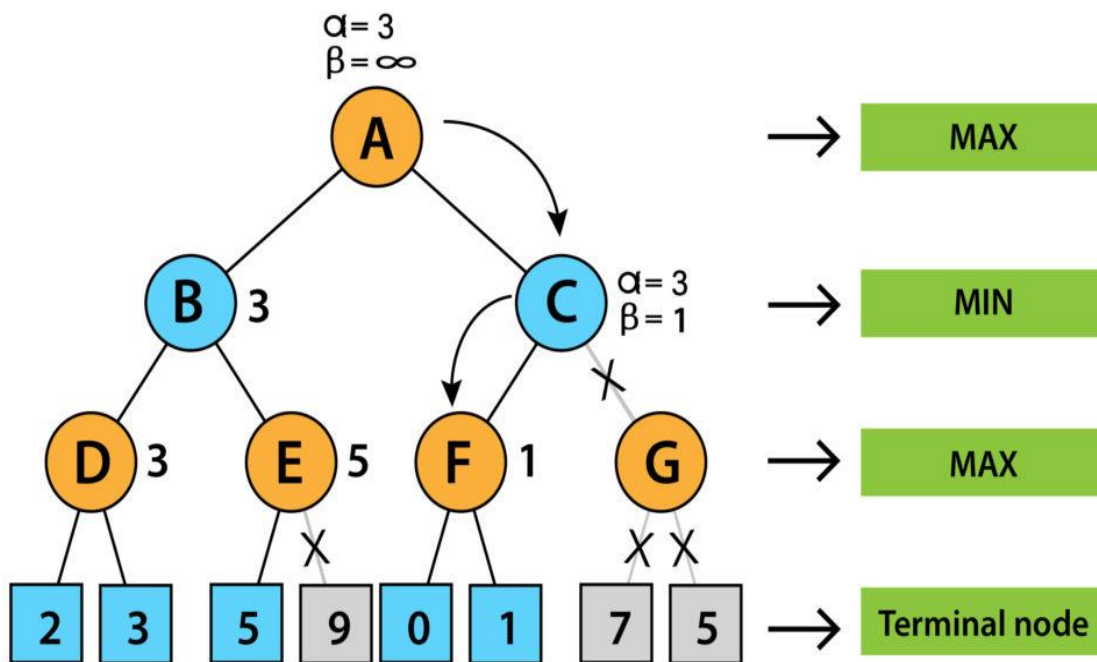 α= 3
β= ∞
A
MAX
B
3
C
α= 3
β= 1
MIN
D
3
E
5
F
1
G
MAX
X
X
X
X
2
3
5
9
0
1
7
5
Terminal node